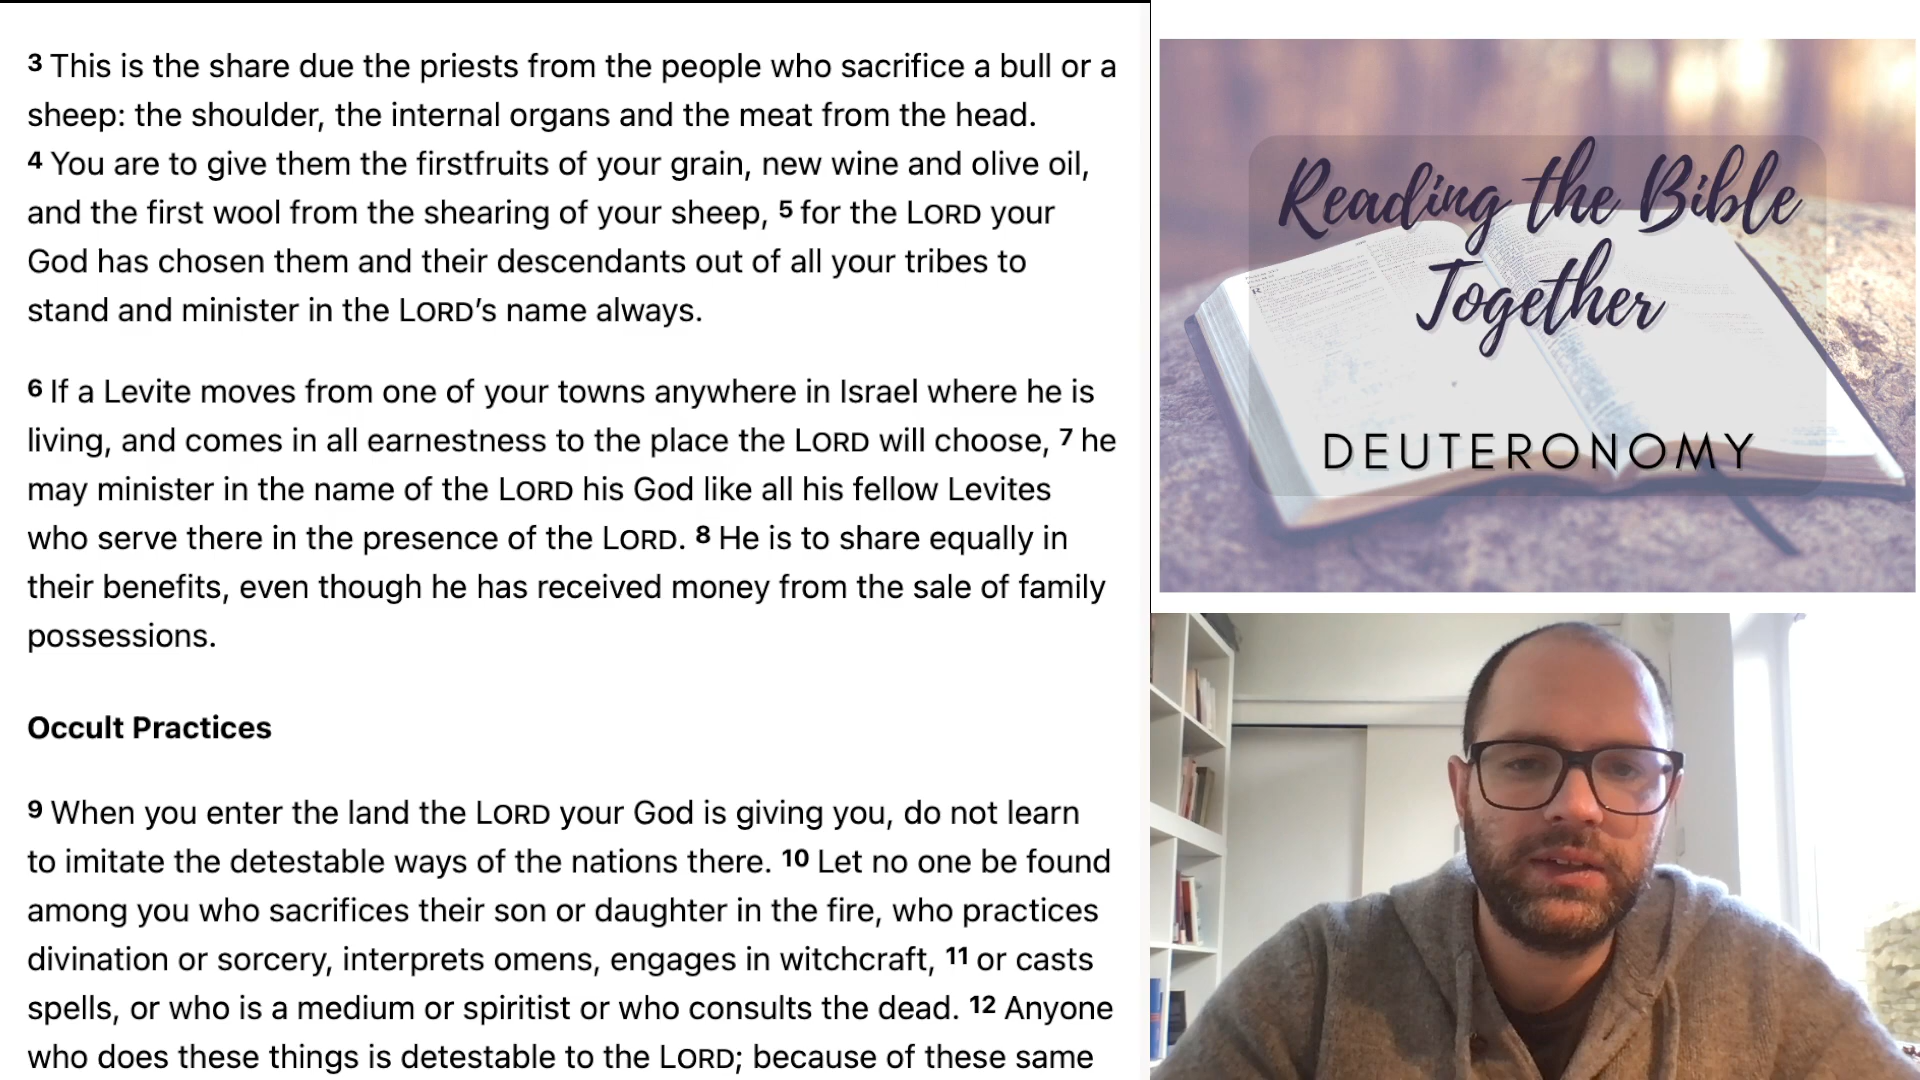 3 This is the share due the priests from the people who sacrifice a bull or a
sheep: the shoulder, the internal organs and the meat from the head.
4 You are to give them the firstfruits of your grain, new wine and olive oil,
and the first wool from the shearing of your sheep, 5 for the LORD your
God has chosen them and their descendants out of all your tribes to
stand and minister in the LORD’s name always.
6 If a Levite moves from one of your towns anywhere in Israel where he is
living, and comes in all earnestness to the place the LORD will choose, 7 he
may minister in the name of the LORD his God like all his fellow Levites
who serve there in the presence of the LORD. 8 He is to share equally in
their benefits, even though he has received money from the sale of family
possessions.
Occult Practices
9 When you enter the land the LORD your God is giving you, do not learn
to imitate the detestable ways of the nations there. 10 Let no one be found
among you who sacrifices their son or daughter in the fire, who practices
divination or sorcery, interprets omens, engages in witchcraft, 11 or casts
spells, or who is a medium or spiritist or who consults the dead. 12 Anyone
who does these things is detestable to the LORD; because of these same
Reading the Bible
Together
DEUTERONOMY